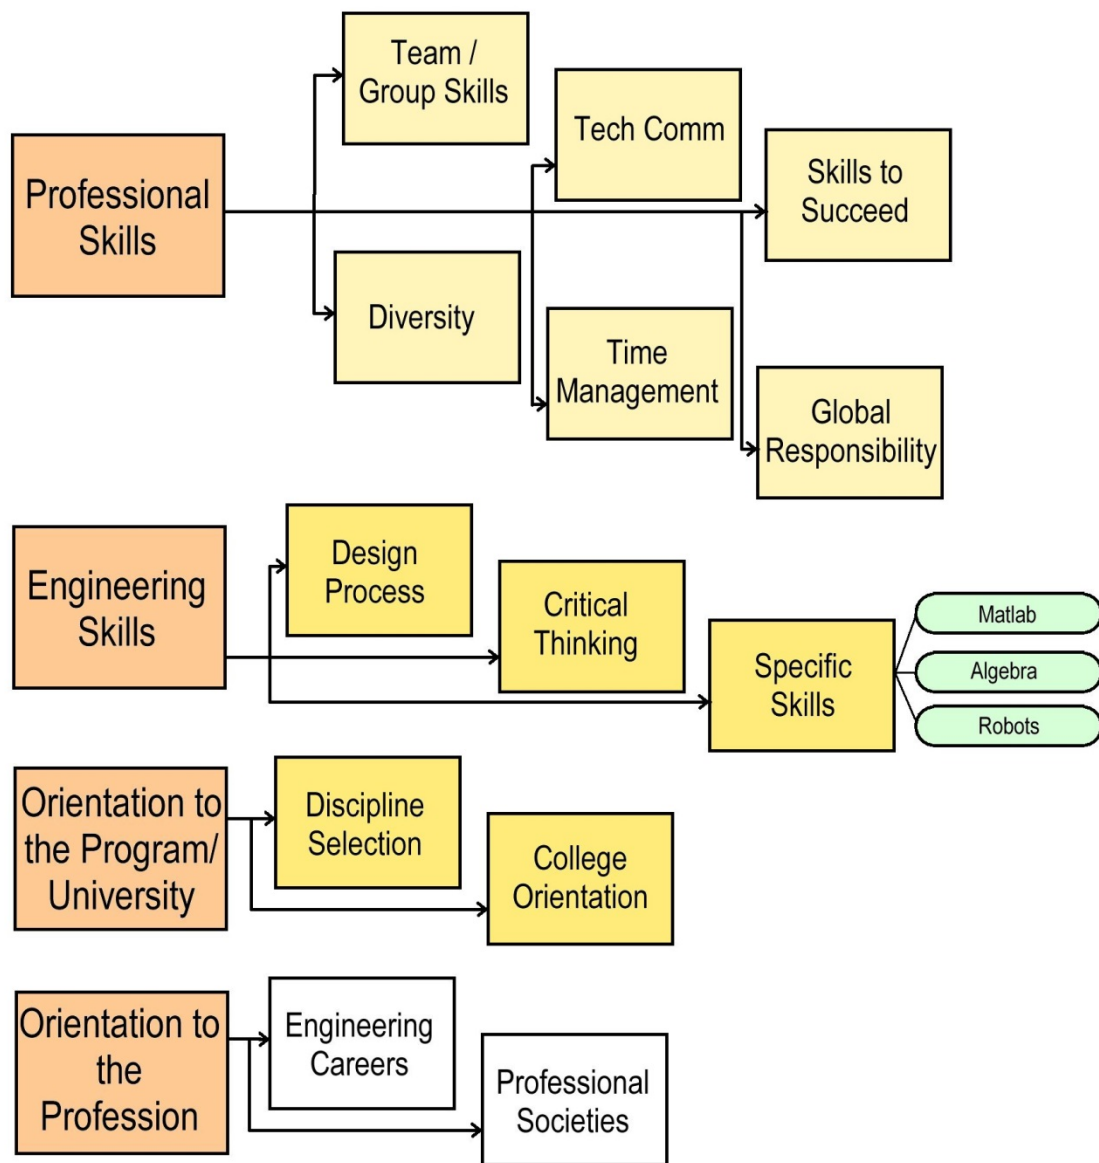 Team /
Group Skills
Tech Comm
Professional
Skills
Skills to
Succeed
Diversity
Time
Management
Global
Responsibility
Engineering
Skills
Design
Process
Critical
Thinking
Specific
Skills
Matlab
Algebra
Robots
Orientation to
the Program/
University
Discipline
Selection
College
Orientation
Orientation to
the
Profession
Engineering
Careers
Professional
Societies